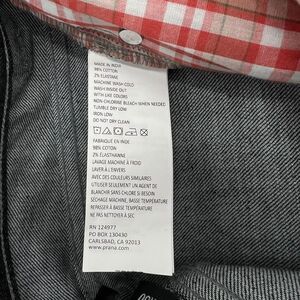 MADE IN INDIA
98% COTTON
2% ELASTANE
MACHINE WASH COLD
WASH INSIDE OUT
WITH LIKE COLORS
NON-CHLORINE BLEACH WHEN NEEDED
TUMBLE DRY LOW
IRON LOW
DO NOT DRY CLEAN
FABRIQUE EN INDE
98% COTON
2% ÉLASTHANNE
LAVAGE MACHINE À FROID
LAVER À L'ENVERS
AVEC DES COULEURS SIMILAIRES
UTILISER SEULEMENT UN AGENT DE
BLANCHIR SANS CHLORE SI NÉCESSAIRE
SÉCHAGE MACHINE, BASSE TEMPÉRATURE
REPASSER À BASSE TEMPÉRATURE
NE PAS NETTOYER À SEC
RN 124977
PO BOX 130430
CARLSBAD, CA 92013
www.prana.com